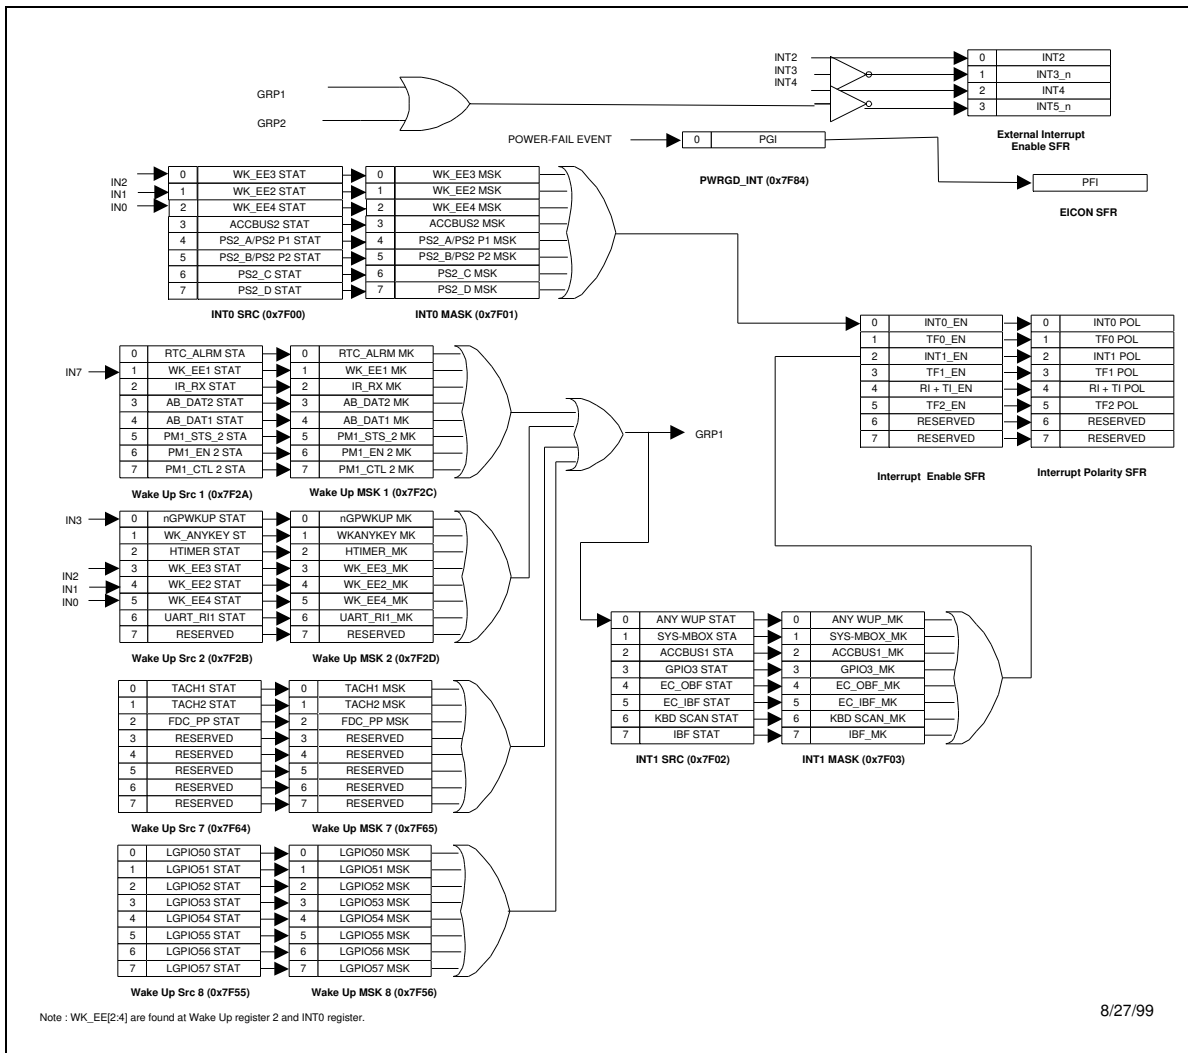 INT2
INT3
INT4
0 INT2
1 INT3_n
2 INT4
3 INT5_n
External Interrupt
Enable SFR
GRP1
GRP2
POWER-FAIL EVENT
0 PGI
PWRGD_INT (0x7F84)
PFI
EICON SFR
IN2
IN1
IN0
0 WK_EE3 STAT 0 WK_EE3 MSK
1 WK_EE2 STAT 1 WK_EE2 MSK
2 WK_EE4 STAT 2 WK_EE4 MSK
3 ACCBUS2 STAT 3 ACCBUS2 MSK
4 PS2_A/PS2 P1 STAT 4 PS2_A/PS2 P1 MSK
5 PS2_B/PS2 P2 STAT 5 PS2_B/PS2 P2 MSK
6 PS2_C STAT 6 PS2_C MSK
7 PS2_D STAT 7 PS2_D MSK
INT0 SRC (0x7F00) INT0 MASK (0x7F01)
0 INT0_EN 0 INT0 POL
1 TF0_EN 1 TF0 POL
2 INT1_EN 2 INT1 POL
3 TF1_EN 3 TF1 POL
4 RI + TI_EN 4 RI + TI POL
5 TF2_EN 5 TF2 POL
6 RESERVED 6 RESERVED
7 RESERVED 7 RESERVED
Interrupt Enable SFR Interrupt Polarity SFR
IN7
0 RTC_ALRM STA 0 RTC_ALRM MK
1 WK_EE1 STAT 1 WK_EE1 MK
2 IR_RX STAT 2 IR_RX MK
3 AB_DAT2 STAT 3 AB_DAT2 MK
4 AB_DAT1 STAT 4 AB_DAT1 MK
5 PM1_STS_2 STA 5 PM1_STS_2 MK
6 PM1_EN 2 STA 6 PM1_EN 2 MK
7 PM1_CTL 2 STA 7 PM1_CTL 2 MK
Wake Up Src 1 (0x7F2A) Wake Up MSK 1 (0x7F2C)
GRP1
IN3
IN2
IN1
IN0
0 nGPWKUP STAT 0 nGPWKUP MK
1 WK_ANYKEY ST 1 WKANYKEY MK
2 HTIMER STAT 2 HTIMER_MK
3 WK_EE3 STAT 3 WK_EE3_MK
4 WK_EE2 STAT 4 WK_EE2_MK
5 WK_EE4 STAT 5 WK_EE4_MK
6 UART_RI1 STAT 6 UART_RI1_MK
7 RESERVED 7 RESERVED
Wake Up Src 2 (0x7F2B) Wake Up MSK 2 (0x7F2D)
0 ANY WUP STAT 0 ANY WUP_MK
1 SYS-MBOX STA 1 SYS-MBOX_MK
2 ACCBUS1 STA 2 ACCBUS1_MK
3 GPIO3 STAT 3 GPIO3_MK
4 EC_OBF STAT 4 EC_OBF_MK
5 EC_IBF STAT 5 EC_IBF_MK
6 KBD SCAN STAT 6 KBD SCAN_MK
7 IBF STAT 7 IBF_MK
INT1 SRC (0x7F02) INT1 MASK (0x7F03)
0 TACH1 STAT 0 TACH1 MSK
1 TACH2 STAT 1 TACH2 MSK
2 FDC_PP STAT 2 FDC_PP MSK
3 RESERVED 3 RESERVED
4 RESERVED 4 RESERVED
5 RESERVED 5 RESERVED
6 RESERVED 6 RESERVED
7 RESERVED 7 RESERVED
Wake Up Src 7 (0x7F64) Wake Up MSK 7 (0x7F65)
0 LGPIO50 STAT 0 LGPIO50 MSK
1 LGPIO51 STAT 1 LGPIO51 MSK
2 LGPIO52 STAT 2 LGPIO52 MSK
3 LGPIO53 STAT 3 LGPIO53 MSK
4 LGPIO54 STAT 4 LGPIO54 MSK
5 LGPIO55 STAT 5 LGPIO55 MSK
6 LGPIO56 STAT 6 LGPIO56 MSK
7 LGPIO57 STAT 7 LGPIO57 MSK
Wake Up Src 8 (0x7F55) Wake Up MSK 8 (0x7F56)
Note : WK_EE[2:4] are found at Wake Up register 2 and INT0 register.
8/27/99